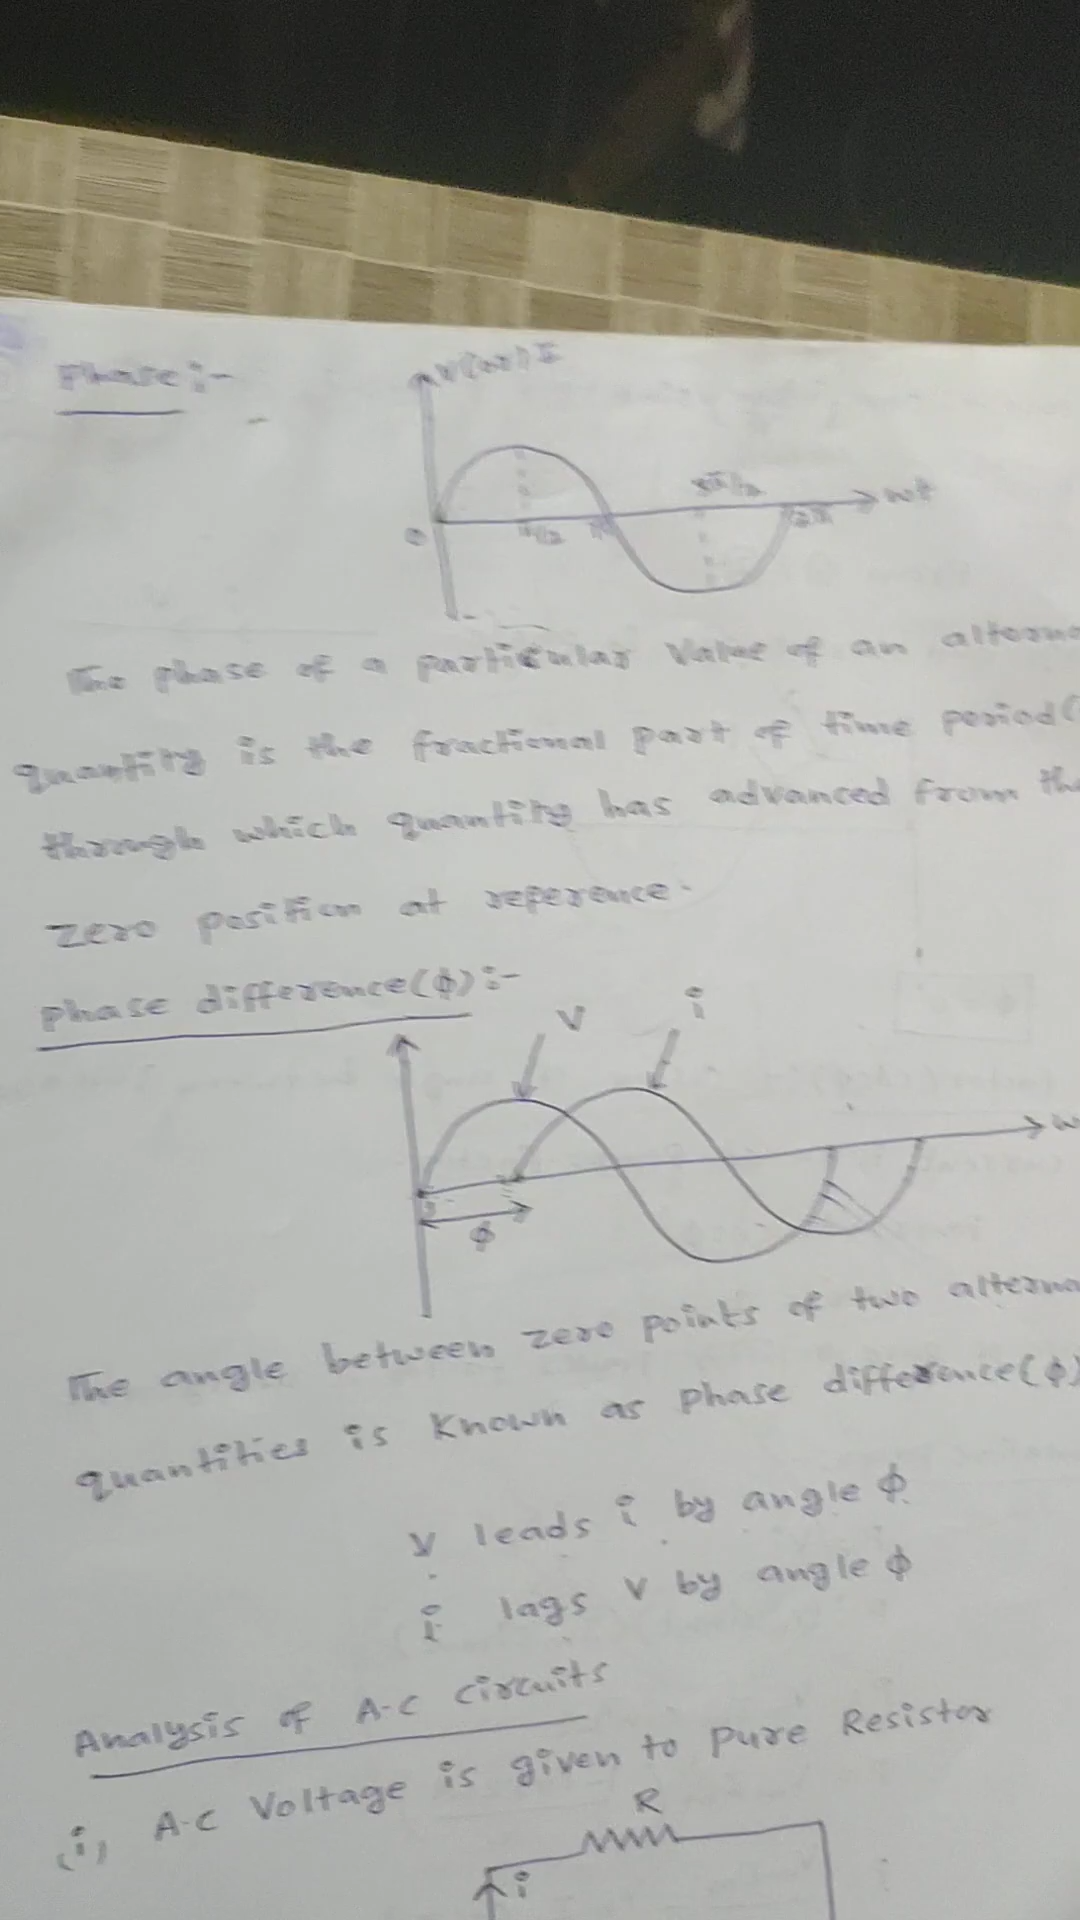 Phase :-
V(or) I
3π/2
wt
0
π/2
π
2π
The phase of a particular Value of an alterna
quantity is the fractional part of time period(
through which quantity has advanced from the
zero position at reference.
Phase difference(ϕ) :-
V
i
w
ϕ
The angle between zero points of two alterna
quantities is known as phase difference(ϕ)
V leads i by angle ϕ
i lags V by angle ϕ
Analysis of A-C Circuits
(i) A-C Voltage is given to pure Resistor
R
i